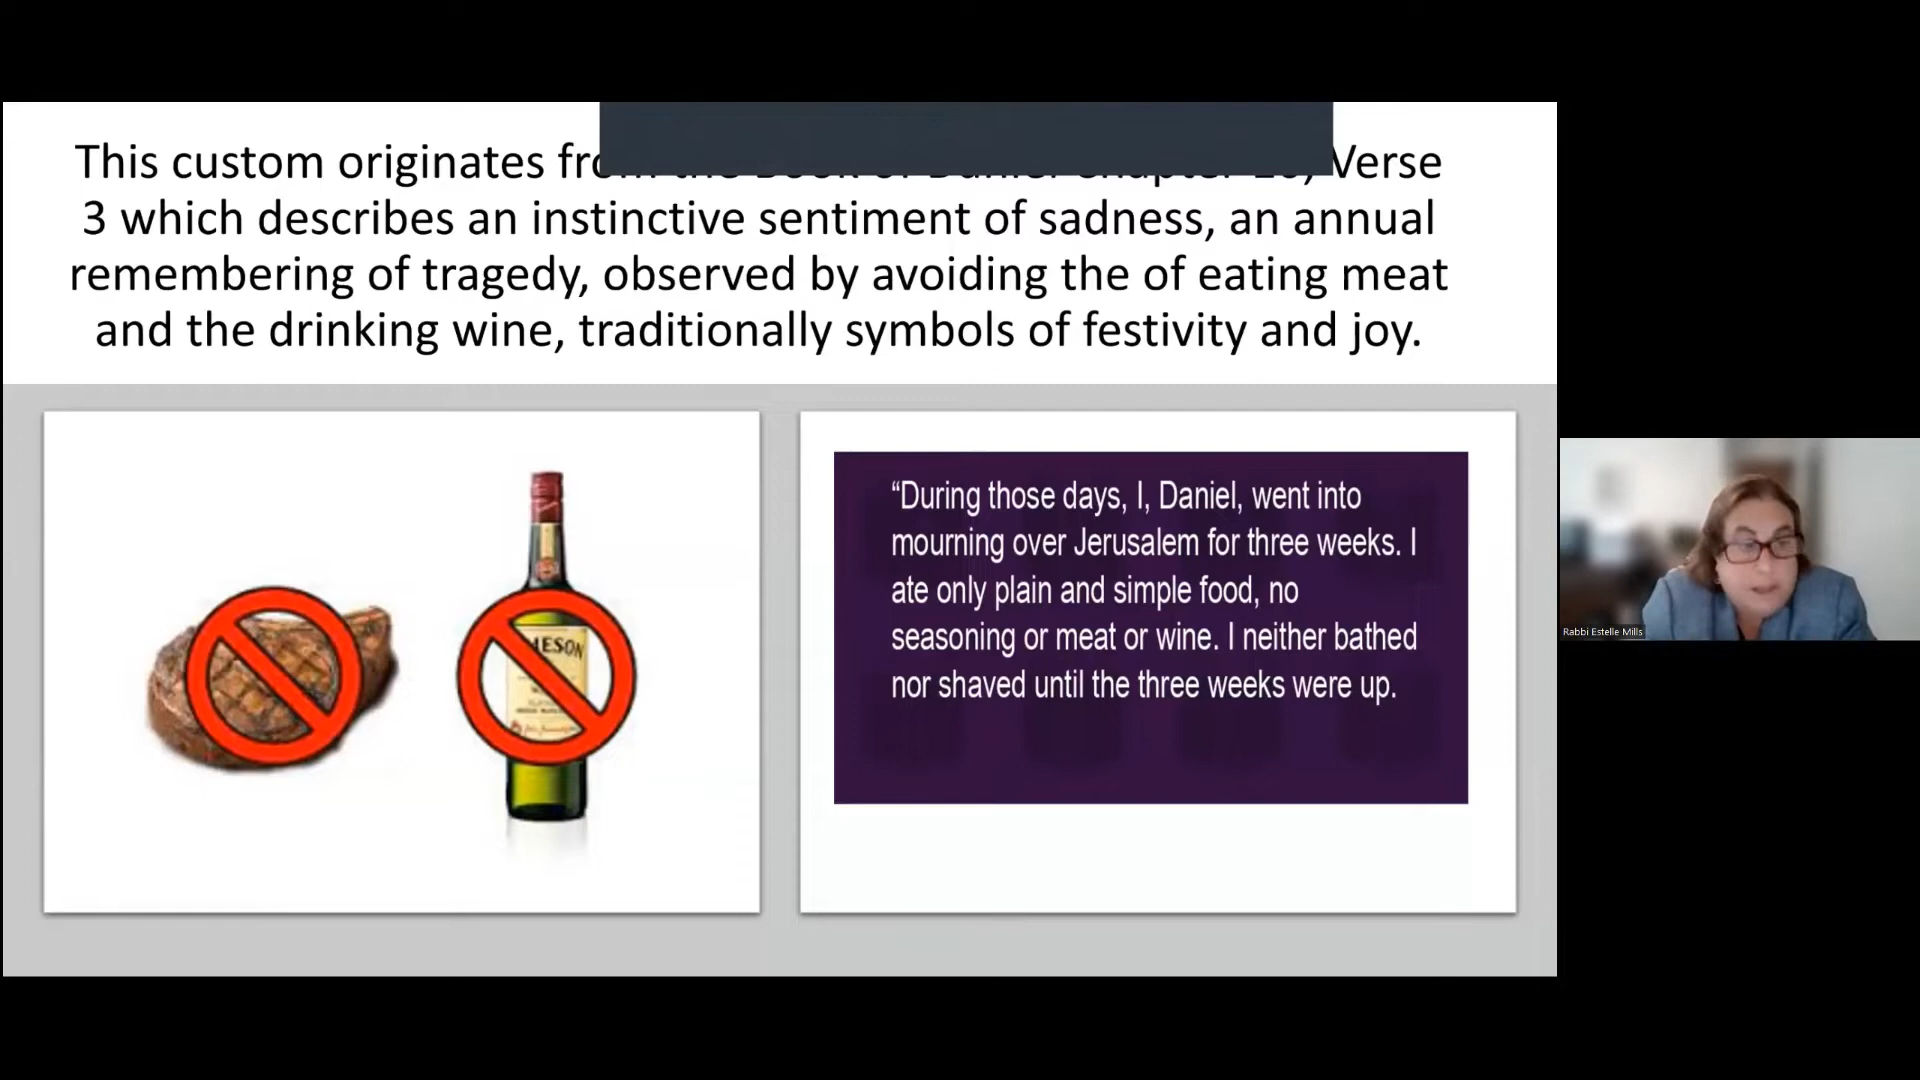 This custom originates from the Book of Daniel Chapter 10, Verse
3 which describes an instinctive sentiment of sadness, an annual
remembering of tragedy, observed by avoiding the of eating meat
and the drinking wine, traditionally symbols of festivity and joy.
MESON
“During those days, I, Daniel, went into
mourning over Jerusalem for three weeks. I
ate only plain and simple food, no
seasoning or meat or wine. I neither bathed
nor shaved until the three weeks were up.
Rabbi Estelle Mills